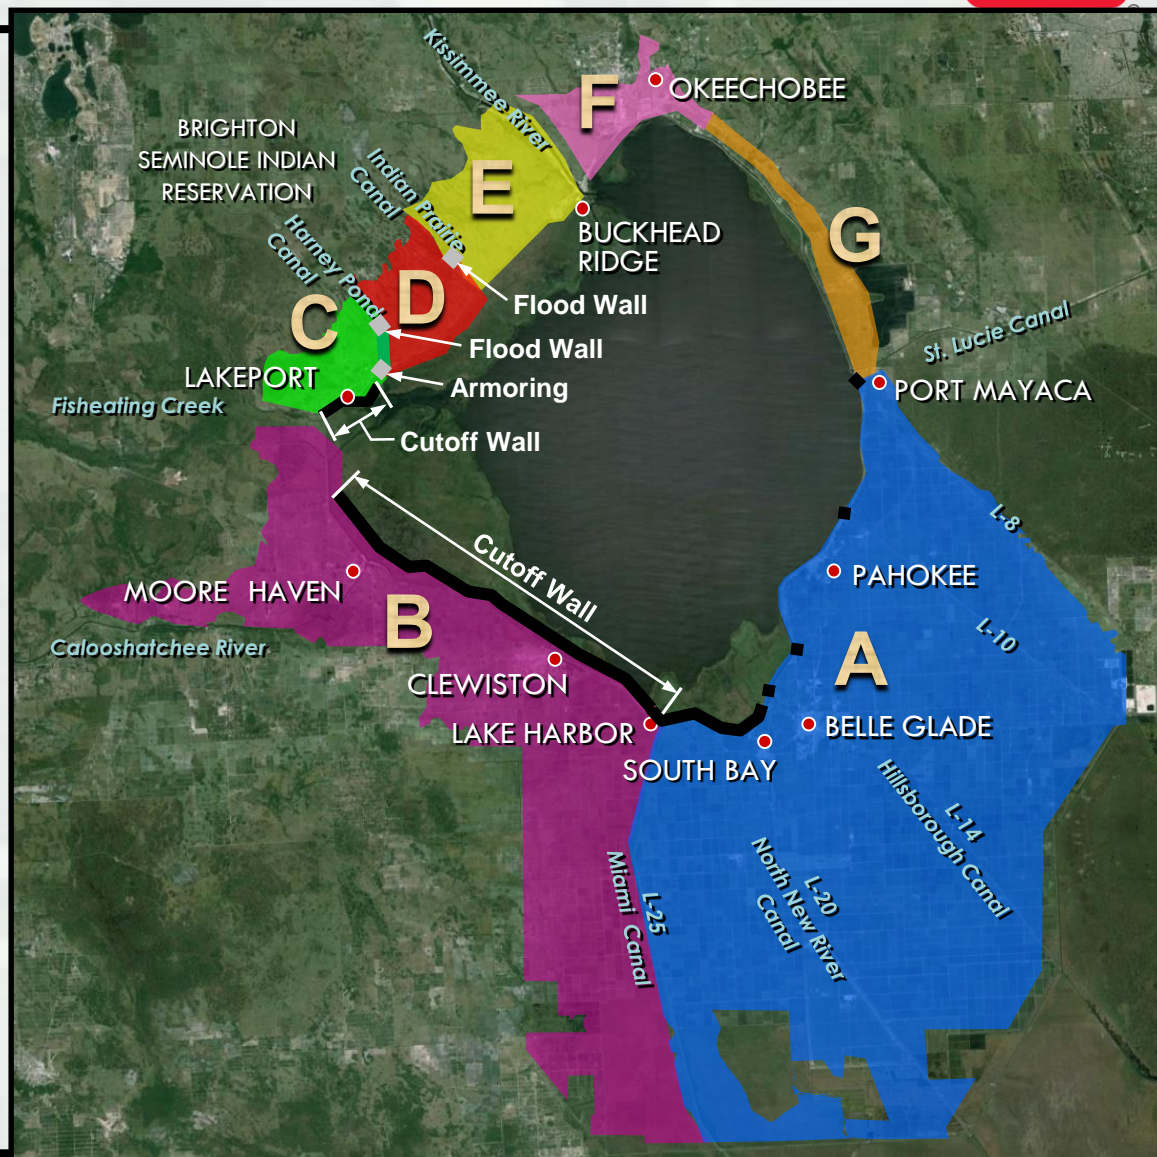 Kissimmee River
F
OKEECHOBEE
BRIGHTON
SEMINOLE INDIAN
RESERVATION
Indian Prairie
Canal
E
BUCKHEAD
RIDGE
G
Harney Pond
Canal
D
Flood Wall
C
Flood Wall
St. Lucie Canal
LAKEPORT
Armoring
PORT MAYACA
Fisheating Creek
Cutoff Wall
L-8
Cutoff Wall
PAHOKEE
MOORE HAVEN
B
L-10
Calooshatchee River
A
CLEWISTON
LAKE HARBOR
BELLE GLADE
SOUTH BAY
L-14
Hillsborough Canal
L-20
North New River
Canal
L-25
Miami Canal